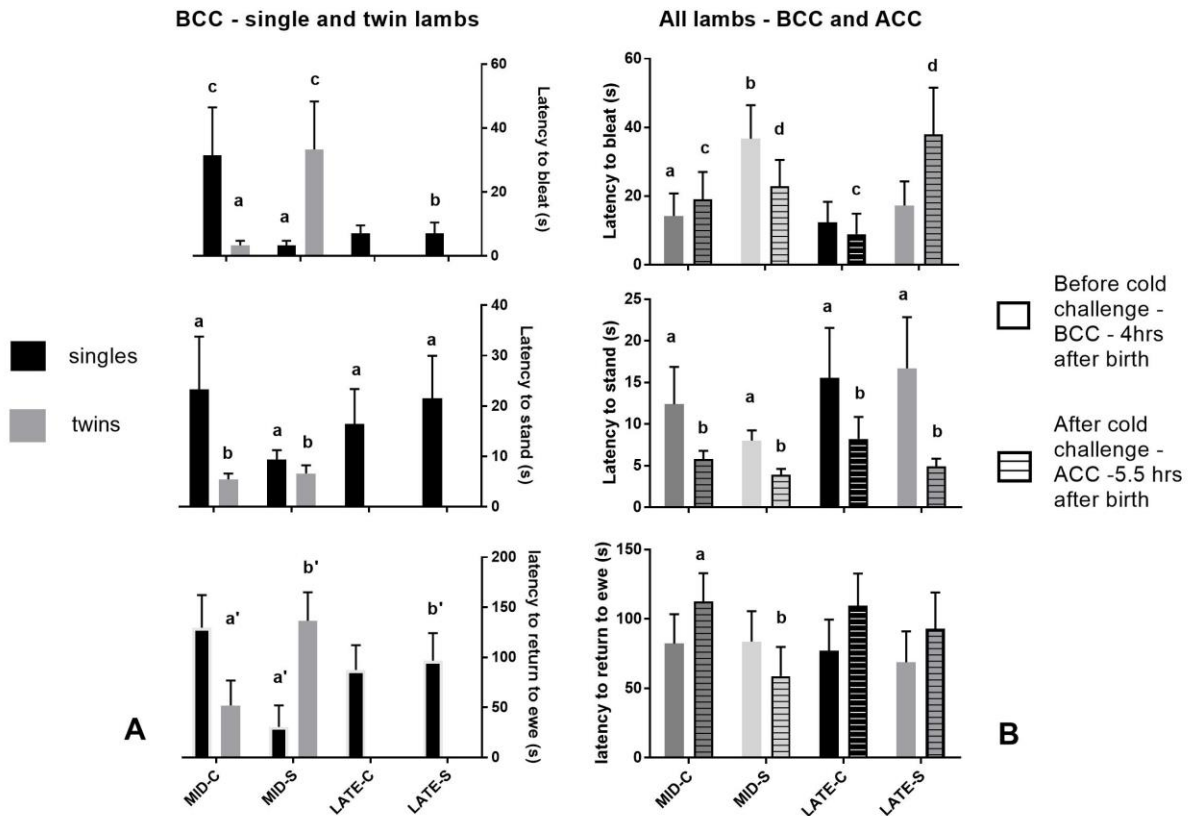 BCC - single and twin lambs
c
a
a
c
b
60
40
20
0
Latency to bleat (s)
singles
twins
a
b
a
b
a
a
40
30
20
10
0
Latency to stand (s)
a'
a'
b'
b'
200
150
100
50
0
latency to return to ewe (s)
MID-C
MID-S
LATE-C
LATE-S
A
All lambs - BCC and ACC
Latency to bleat (s)
60
40
20
0
a
c
b
d
c
d
Latency to stand (s)
25
20
15
10
5
0
a
b
a
b
a
b
a
b
latency to return to ewe (s)
150
100
50
0
a
b
MID-C
MID-S
LATE-C
LATE-S
B
Before cold
challenge -
BCC - 4hrs
after birth
After cold
challenge -
ACC -5.5 hrs
after birth